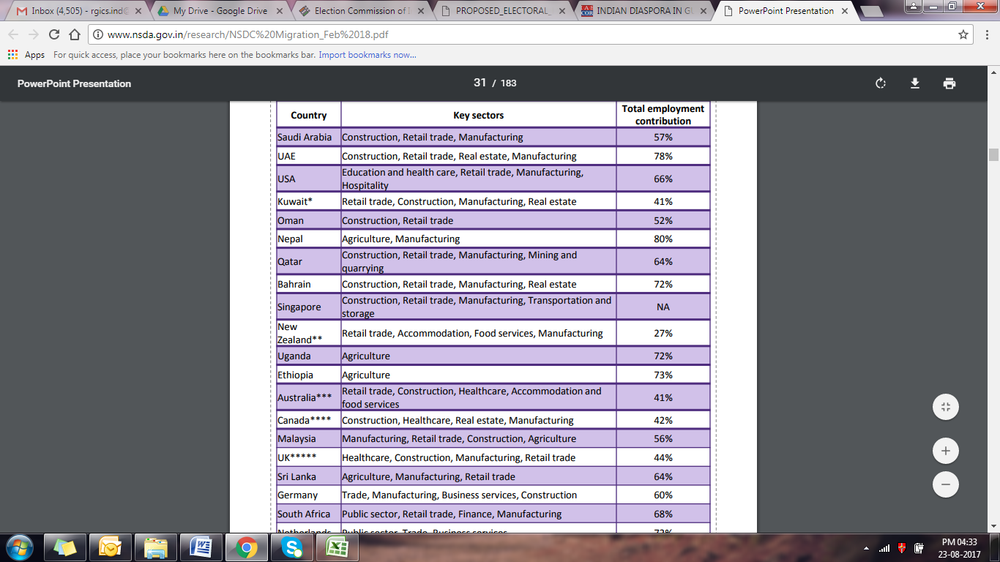 Inbox (4,505) - rgics.ind@
My Drive - Google Drive
Election Commission of I
PROPOSED_ELECTORAL_
INDIAN DIASPORA IN GU
PowerPoint Presentation
www.nsda.gov.in/research/NSDC%20Migration_Feb%2018.pdf
Apps For quick access, place your bookmarks here on the bookmarks bar. Import bookmarks now...
PowerPoint Presentation
31 / 183
Country Key sectors Total employment
contribution
Saudi Arabia Construction, Retail trade, Manufacturing 57%
UAE Construction, Retail trade, Real estate, Manufacturing 78%
USA Education and health care, Retail trade, Manufacturing,
Hospitality 66%
Kuwait* Retail trade, Construction, Manufacturing, Real estate 41%
Oman Construction, Retail trade 52%
Nepal Agriculture, Manufacturing 80%
Qatar Construction, Retail trade, Manufacturing, Mining and
quarrying 64%
Bahrain Construction, Retail trade, Manufacturing, Real estate 72%
Singapore Construction, Retail trade, Manufacturing, Transportation and
storage NA
New
Zealand** Retail trade, Accommodation, Food services, Manufacturing 27%
Uganda Agriculture 72%
Ethiopia Agriculture 73%
Australia*** Retail trade, Construction, Healthcare, Accommodation and
food services 41%
Canada**** Construction, Healthcare, Real estate, Manufacturing 42%
Malaysia Manufacturing, Retail trade, Construction, Agriculture 56%
UK***** Healthcare, Construction, Manufacturing, Retail trade 44%
Sri Lanka Agriculture, Manufacturing, Retail trade 64%
Germany Trade, Manufacturing, Business services, Construction 60%
South Africa Public sector, Retail trade, Finance, Manufacturing 68%
Netherlands Public sector, Trade, Business services 72%
PM 04:33
23-08-2017